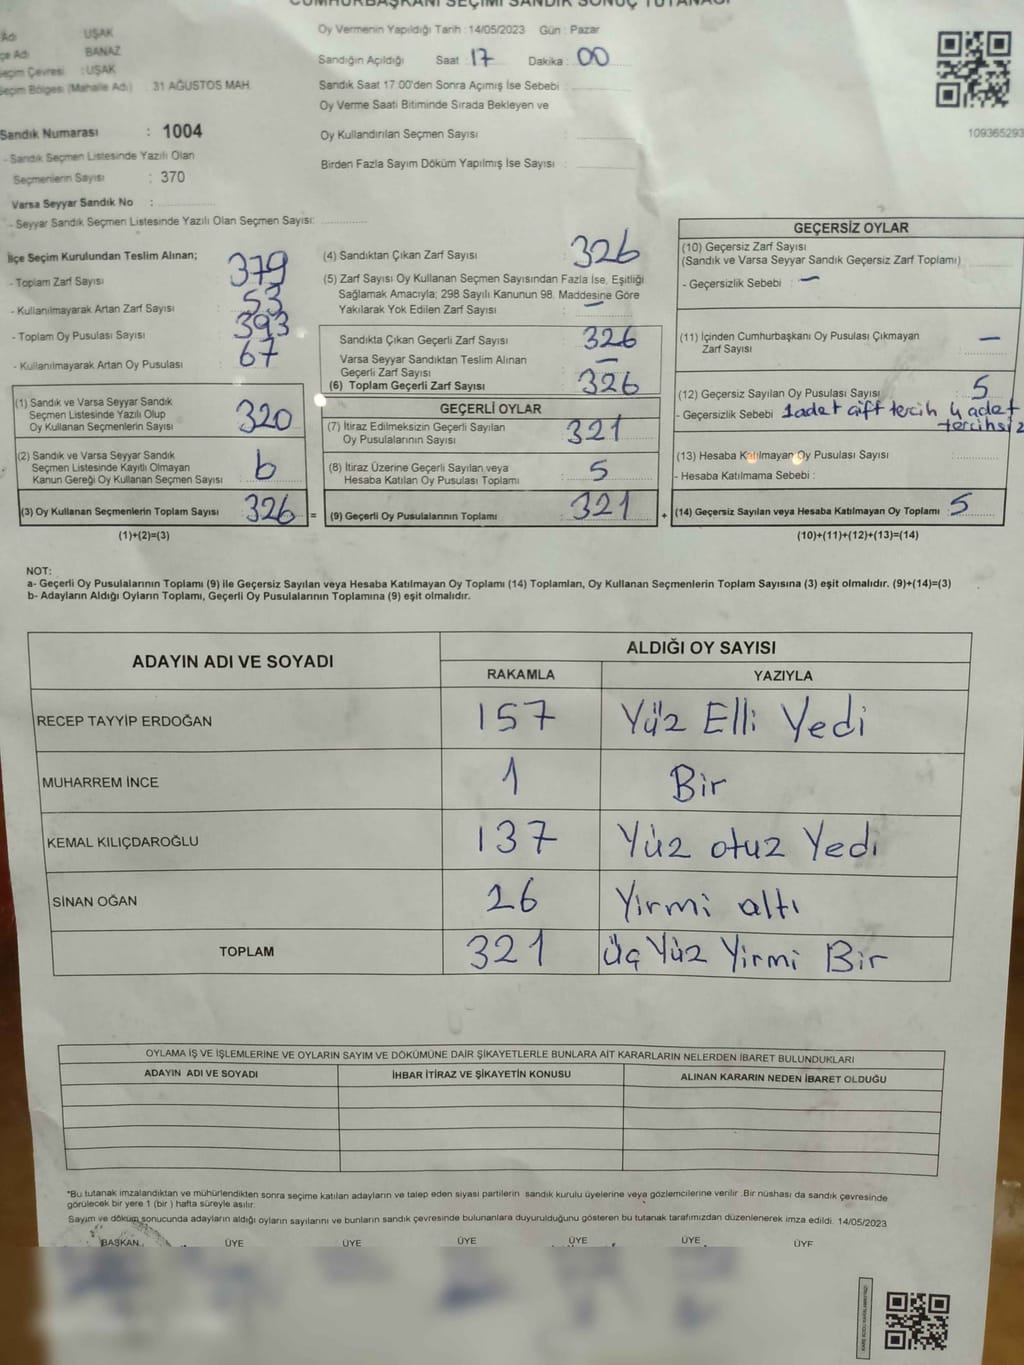 CUMHURBAŞKANI SEÇİMİ SANDIK SONUÇ TUTANAĞI
Adı UŞAK
çe Adı BANAZ
eçim Çevresi : UŞAK
eçim Bölgesi (Mahalle Adı) : 31 AĞUSTOS MAH.
Sandık Numarası : 1004
- Sandık Seçmen Listesinde Yazılı Olan
Seçmenlerin Sayısı : 370
Varsa Seyyar Sandık No :
- Seyyar Sandık Seçmen Listesinde Yazılı Olan Seçmen Sayısı:
Oy Vermenin Yapıldığı Tarih : 14/05/2023 Gün : Pazar
Sandığın Açıldığı Saat : 17 Dakika : 00
Sandık Saat 17.00'den Sonra Açımış İse Sebebi :
Oy Verme Saati Bitiminde Sırada Bekleyen ve
Oy Kullandırılan Seçmen Sayısı :
Birden Fazla Sayım Döküm Yapılmış İse Sayısı :
109365293
İlçe Seçim Kurulundan Teslim Alınan;
- Toplam Zarf Sayısı : 379
- Kullanılmayarak Artan Zarf Sayısı : 53
- Toplam Oy Pusulası Sayısı : 393
- Kullanılmayarak Artan Oy Pusulası : 67
(1) Sandık ve Varsa Seyyar Sandık
Seçmen Listesinde Yazılı Olup
Oy Kullanan Seçmenlerin Sayısı : 320
(2) Sandık ve Varsa Seyyar Sandık
Seçmen Listesinde Kayıtlı Olmayan
Kanun Gereği Oy Kullanan Seçmen Sayısı : 6
(3) Oy Kullanan Seçmenlerin Toplam Sayısı : 326 =
(1)+(2)=(3)
(4) Sandıktan Çıkan Zarf Sayısı : 326
(5) Zarf Sayısı Oy Kullanan Seçmen Sayısından Fazla İse, Eşitliği
Sağlamak Amacıyla; 298 Sayılı Kanunun 98. Maddesine Göre
Yakılarak Yok Edilen Zarf Sayısı : —
Sandıkta Çıkan Geçerli Zarf Sayısı : 326
Varsa Seyyar Sandıktan Teslim Alınan
Geçerli Zarf Sayısı : —
(6) Toplam Geçerli Zarf Sayısı : 326
GEÇERLİ OYLAR
(7) İtiraz Edilmeksizin Geçerli Sayılan
Oy Pusulalarının Sayısı : 321
(8) İtiraz Üzerine Geçerli Sayılan veya
Hesaba Katılan Oy Pusulası Toplamı : 5
(9) Geçerli Oy Pusulalarının Toplamı : 321 +
GEÇERSİZ OYLAR
(10) Geçersiz Zarf Sayısı
(Sandık ve Varsa Seyyar Sandık Geçersiz Zarf Toplamı)
- Geçersizlik Sebebi : —
(11) İçinden Cumhurbaşkanı Oy Pusulası Çıkmayan
Zarf Sayısı : —
(12) Geçersiz Sayılan Oy Pusulası Sayısı : 5
- Geçersizlik Sebebi 1 adet çift tercih 4 adet
tercihsiz
(13) Hesaba Katılmayan Oy Pusulası Sayısı :
- Hesaba Katılmama Sebebi :
(14) Geçersiz Sayılan veya Hesaba Katılmayan Oy Toplamı : 5
(10)+(11)+(12)+(13)=(14)
NOT:
a- Geçerli Oy Pusulalarının Toplamı (9) ile Geçersiz Sayılan veya Hesaba Katılmayan Oy Toplamı (14) Toplamları, Oy Kullanan Seçmenlerin Toplam Sayısına (3) eşit olmalıdır. (9)+(14)=(3)
b- Adayların Aldığı Oyların Toplamı, Geçerli Oy Pusulalarının Toplamına (9) eşit olmalıdır.
ADAYIN ADI VE SOYADI ALDIĞI OY SAYISI
RAKAMLA YAZIYLA
RECEP TAYYİP ERDOĞAN 157 Yüz Elli Yedi
MUHARREM İNCE 1 Bir
KEMAL KILIÇDAROĞLU 137 Yüz otuz Yedi
SİNAN OĞAN 26 Yirmi altı
TOPLAM 321 Üç Yüz Yirmi Bir
OYLAMA İŞ VE İŞLEMLERİNE VE OYLARIN SAYIM VE DÖKÜMÜNE DAİR ŞİKAYETLERLE BUNLARA AİT KARARLARIN NELERDEN İBARET BULUNDUKLARI
ADAYIN ADI VE SOYADI İHBAR İTİRAZ VE ŞİKAYETİN KONUSU ALINAN KARARIN NEDEN İBARET OLDUĞU
*Bu tutanak imzalandıktan ve mühürlendikten sonra seçime katılan adayların ve talep eden siyasi partilerin sandık kurulu üyelerine veya gözlemcilerine verilir. Bir nüshası da sandık çevresinde
görülecek bir yere 1 (bir ) hafta süreyle asılır.
Sayım ve döküm sonucunda adayların aldığı oyların sayılarını ve bunların sandık çevresinde bulunanlara duyurulduğunu gösteren bu tutanak tarafımızdan düzenlenerek imza edildi. 14/05/2023
BAŞKAN ÜYE ÜYE ÜYE ÜYE ÜYE ÜYE